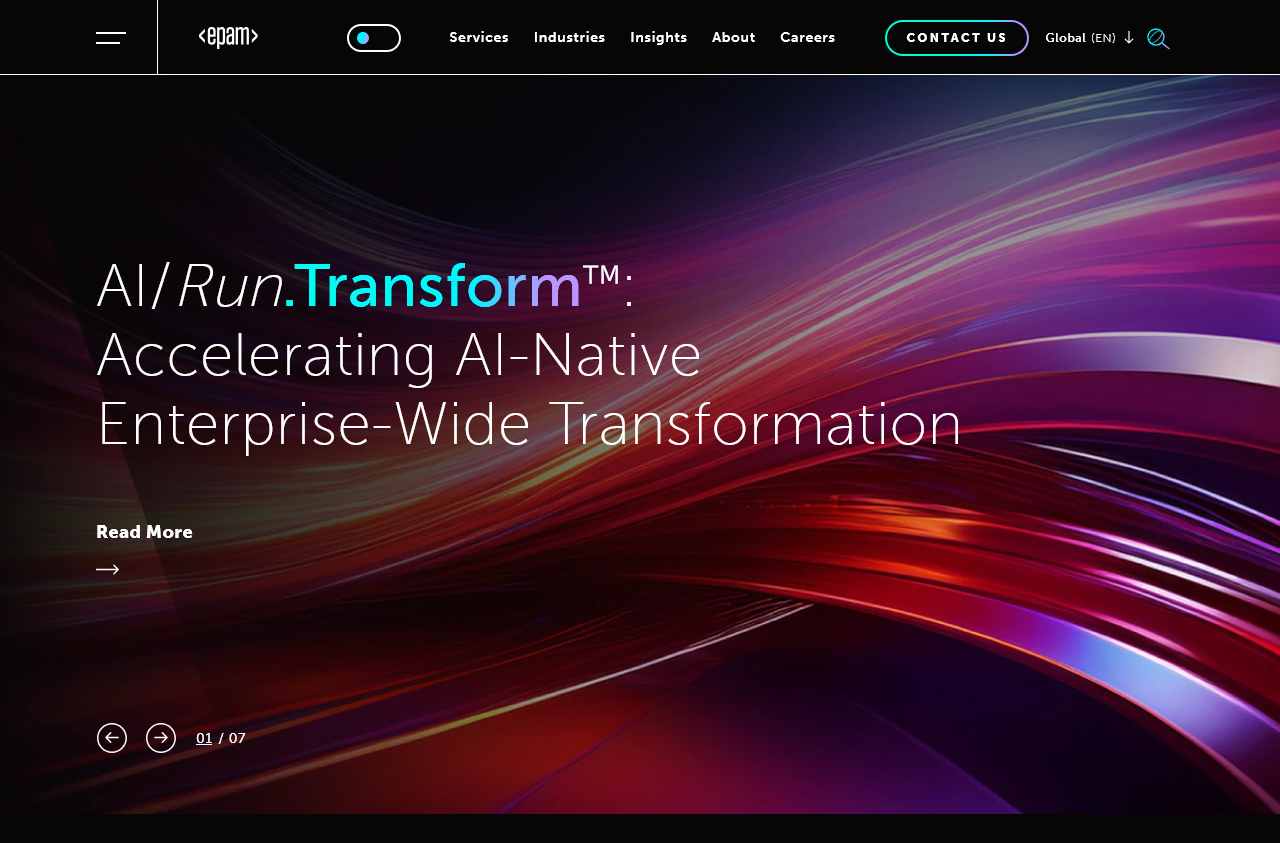 <epam>
Services Industries Insights About Careers CONTACT US Global (EN)
AI/Run.Transform™:
Accelerating AI-Native
Enterprise-Wide Transformation
Read More
01 / 07